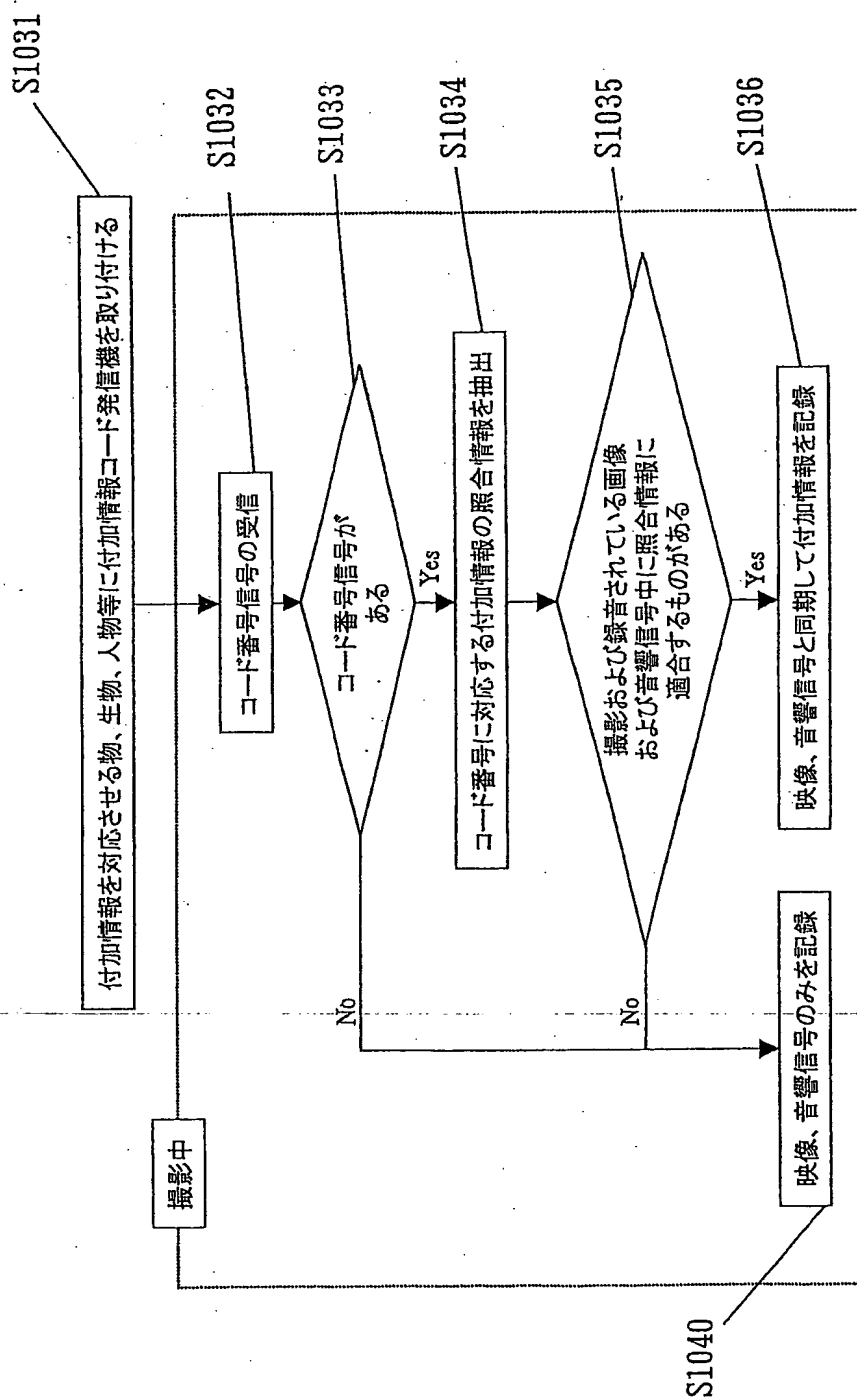 付加情報を対応させる物、生物、人物等に付加情報コード発信機を取り付ける
S1031
撮影中
コード番号信号の受信
S1032
コード番号信号が
ある
S1033
Yes
No
コード番号に対応する付加情報の照合情報を抽出
S1034
撮影および録音されている画像
および音響信号中に照合情報に
適合するものがある
S1035
Yes
No
映像、音響信号と同期して付加情報を記録
S1036
映像、音響信号のみを記録
S1040